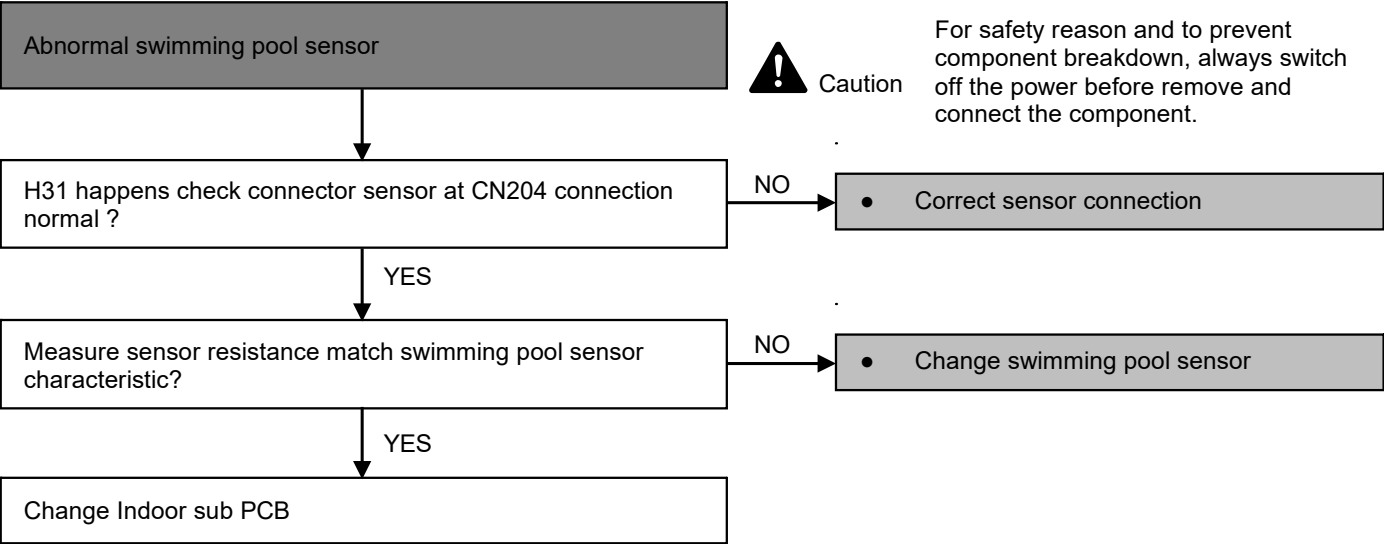 Abnormal swimming pool sensor
Caution
For safety reason and to prevent
component breakdown, always switch
off the power before remove and
connect the component.
H31 happens check connector sensor at CN204 connection
normal ?
NO
● Correct sensor connection
YES
Measure sensor resistance match swimming pool sensor
characteristic?
NO
● Change swimming pool sensor
YES
Change Indoor sub PCB